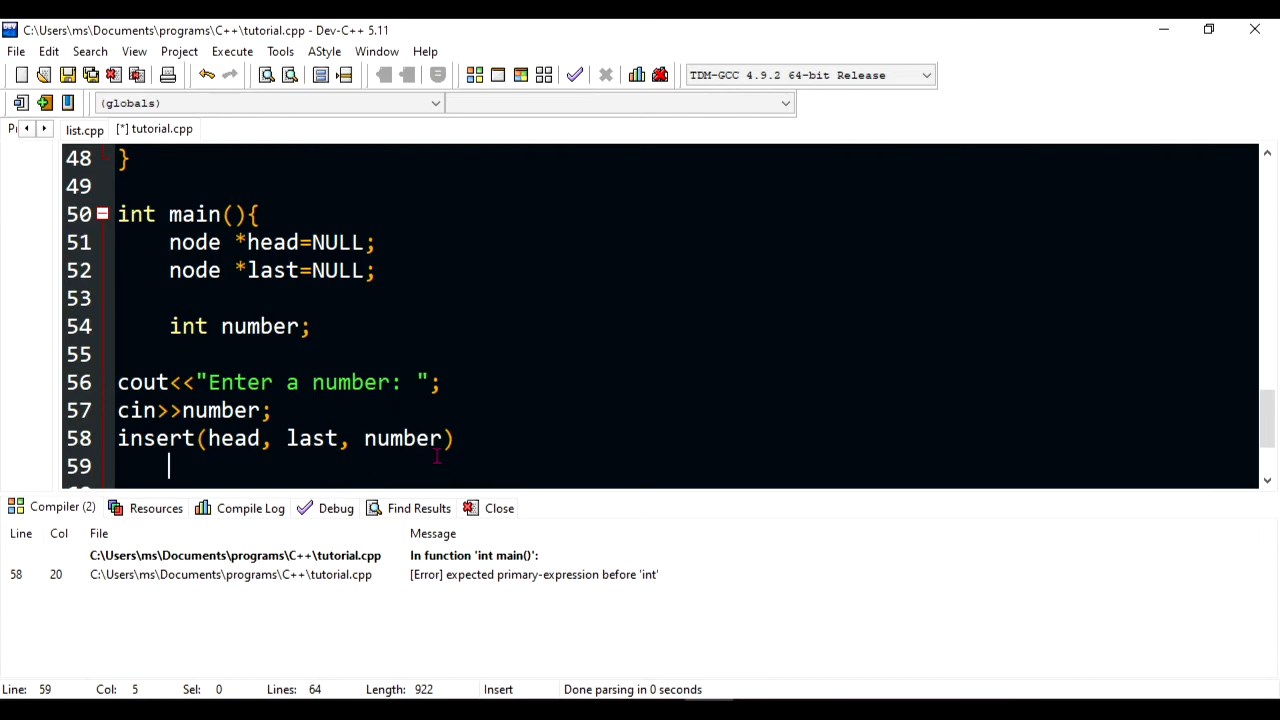 C:\Users\ms\Documents\programs\C++\tutorial.cpp - Dev-C++ 5.11
File Edit Search View Project Execute Tools AStyle Window Help
TDM-GCC 4.9.2 64-bit Release
(globals)
list.cpp [*] tutorial.cpp
48 }
49
50 int main(){
51 node *head=NULL;
52 node *last=NULL;
53
54 int number;
55
56 cout<<"Enter a number: ";
57 cin>>number;
58 insert(head, last, number)
59
Compiler (2) Resources Compile Log Debug Find Results Close
Line Col File Message
C:\Users\ms\Documents\programs\C++\tutorial.cpp In function 'int main()':
58 20 C:\Users\ms\Documents\programs\C++\tutorial.cpp [Error] expected primary-expression before 'int'
Line: 59 Col: 5 Sel: 0 Lines: 64 Length: 922 Insert Done parsing in 0 seconds